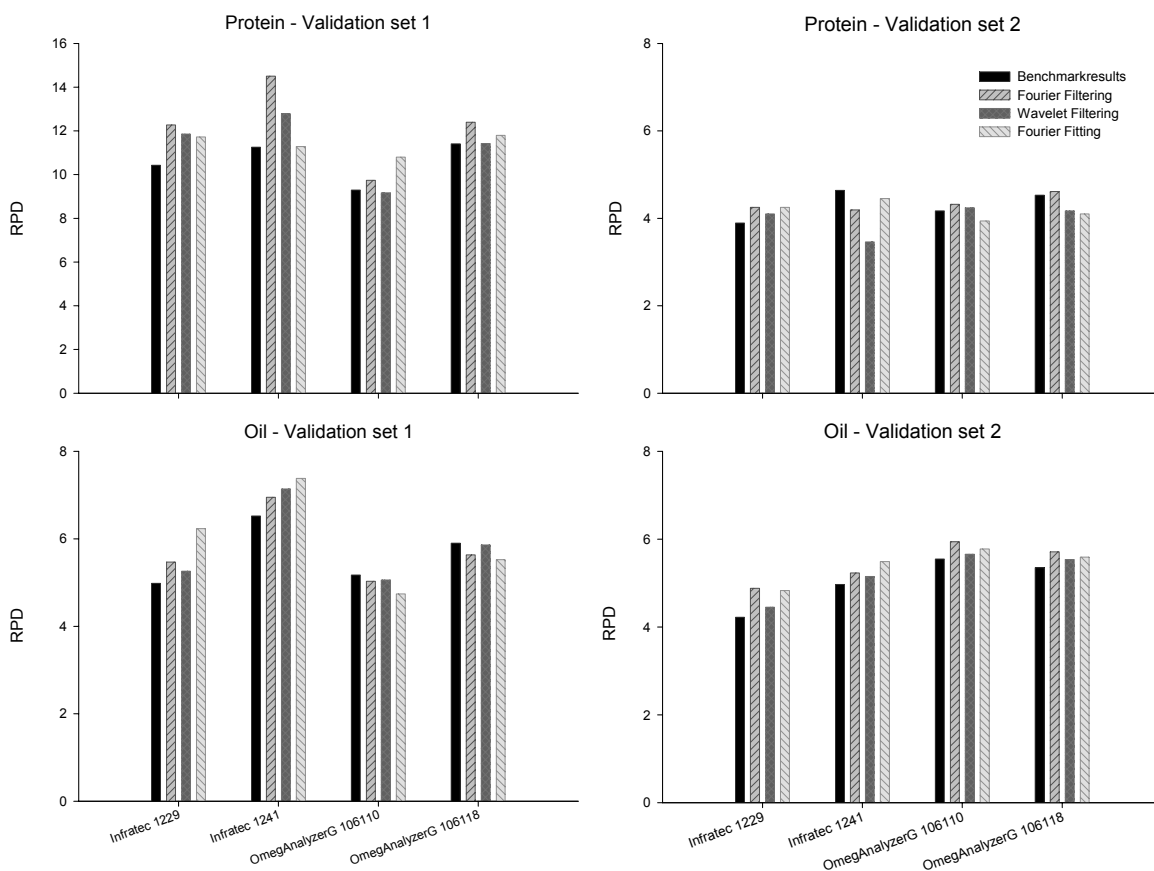 Protein - Validation set 1
16
14
12
10
8
6
4
2
0
RPD
Protein - Validation set 2
8
6
4
2
0
RPD
Benchmarkresults
Fourier Filtering
Wavelet Filtering
Fourier Fitting
Oil - Validation set 1
8
6
4
2
0
RPD
Infratec 1229
Infratec 1241
OmegAnalyzerG 106110
OmegAnalyzerG 106118
Oil - Validation set 2
8
6
4
2
0
RPD
Infratec 1229
Infratec 1241
OmegAnalyzerG 106110
OmegAnalyzerG 106118